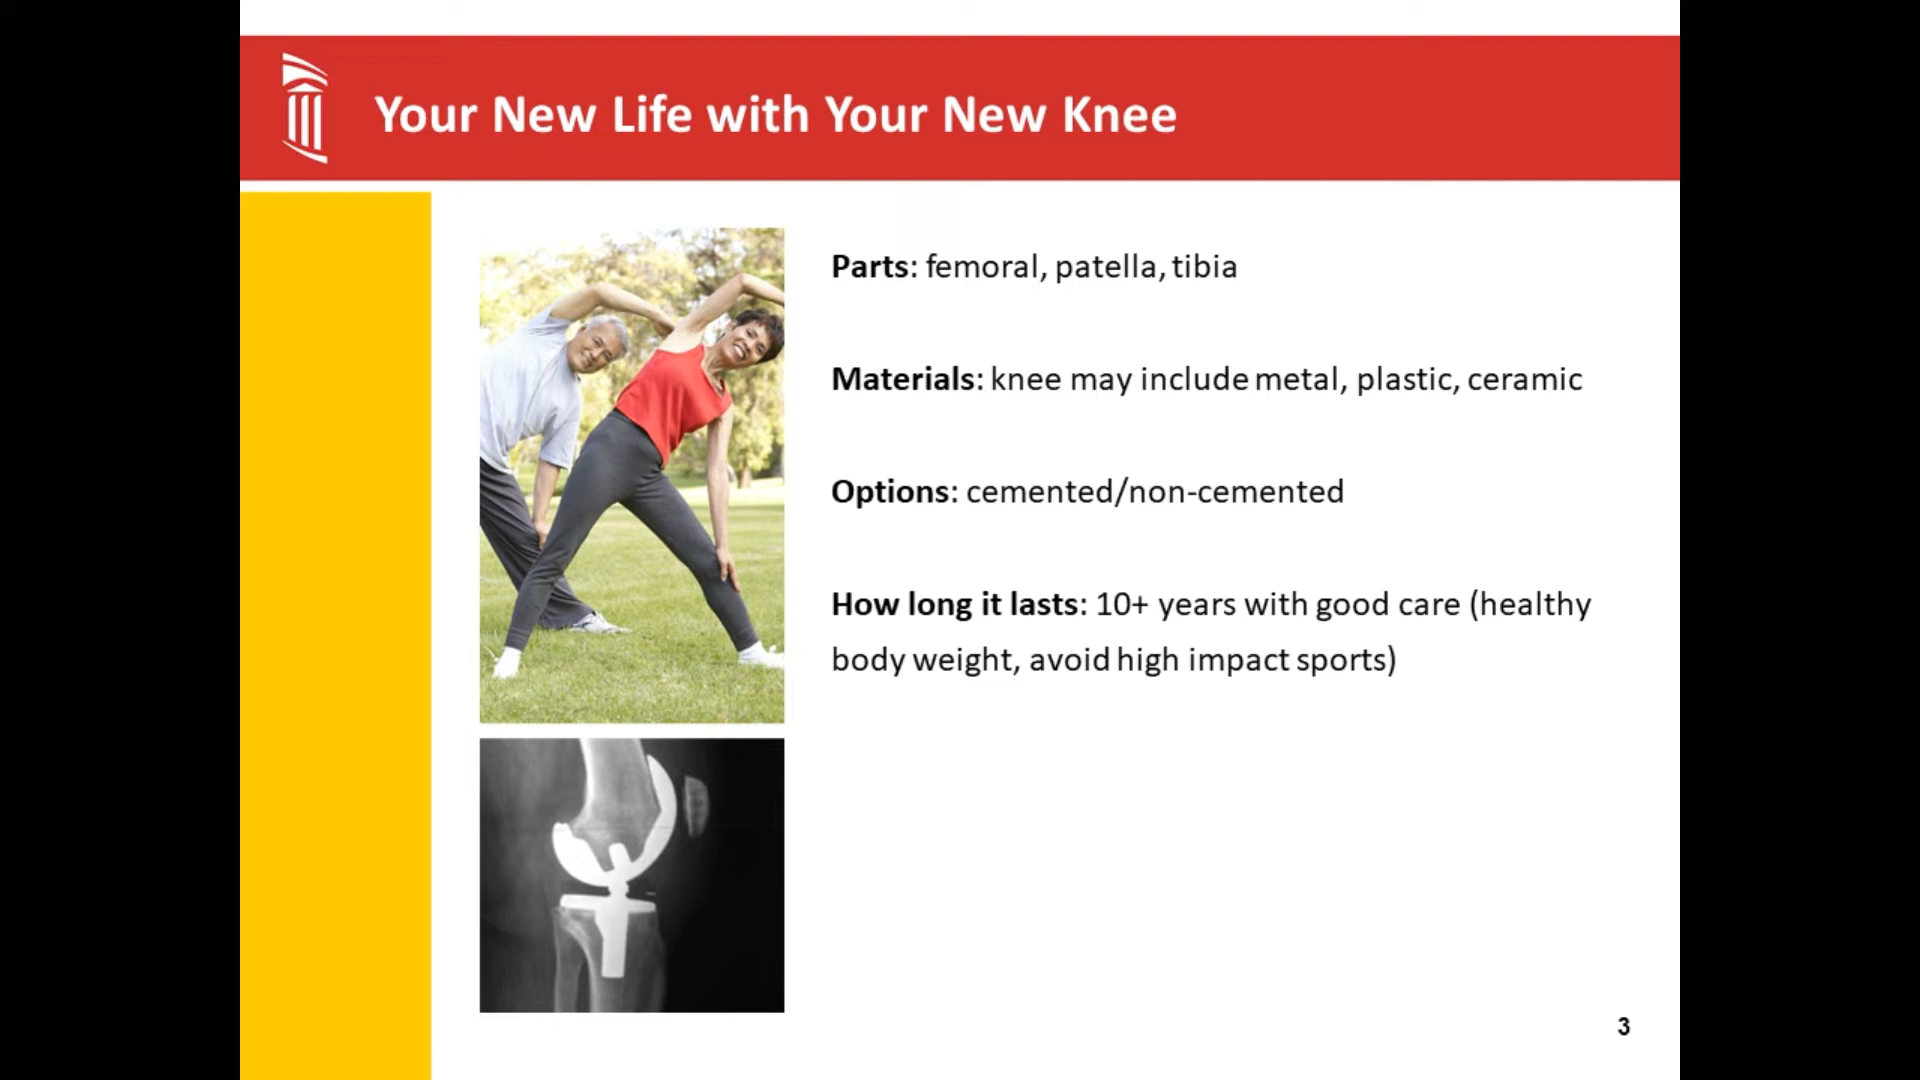 Your New Life with Your New Knee
Parts: femoral, patella, tibia
Materials: knee may include metal, plastic, ceramic
Options: cemented/non-cemented
How long it lasts: 10+ years with good care (healthy
body weight, avoid high impact sports)
3